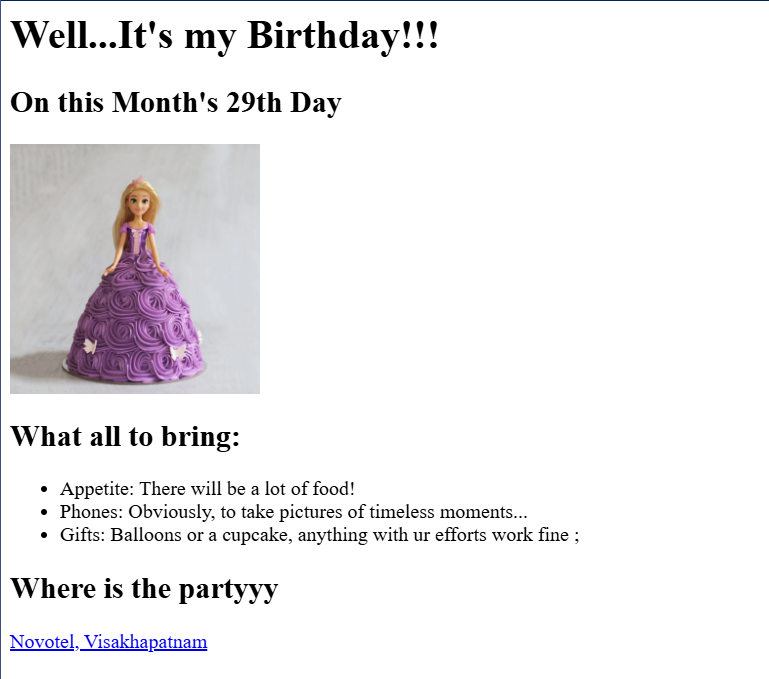 Well...It's my Birthday!!!
On this Month's 29th Day
What all to bring:
Appetite: There will be a lot of food!
Phones: Obviously, to take pictures of timeless moments...
Gifts: Balloons or a cupcake, anything with ur efforts work fine ;
Where is the partyyy
Novotel, Visakhapatnam